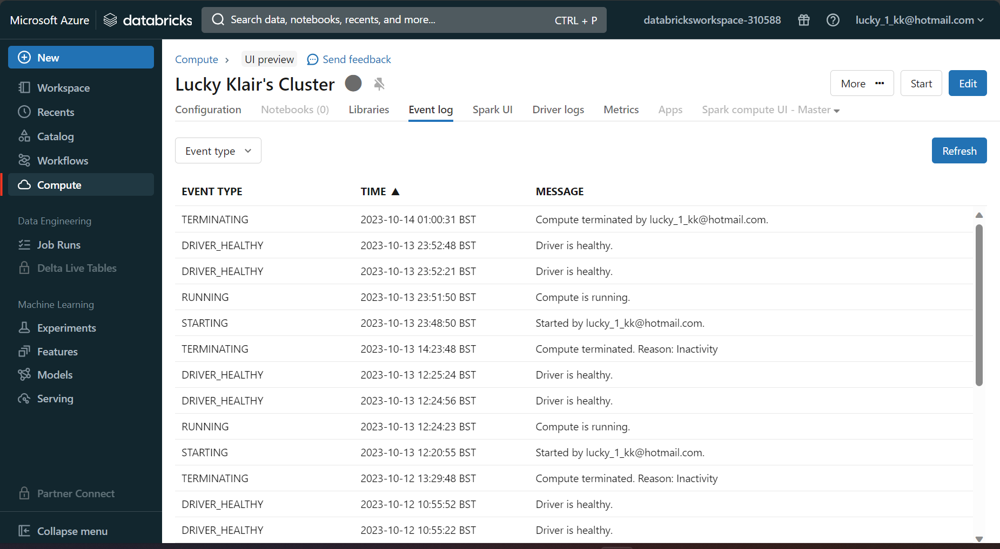 Microsoft Azure databricks Search data, notebooks, recents, and more... CTRL + P databricksworkspace-310588 lucky_1_kk@hotmail.com
New
Workspace
Recents
Catalog
Workflows
Compute
Data Engineering
Job Runs
Delta Live Tables
Machine Learning
Experiments
Features
Models
Serving
Partner Connect
Collapse menu
Compute › UI preview Send feedback
Lucky Klair's Cluster More ··· Start Edit
Configuration Notebooks (0) Libraries Event log Spark UI Driver logs Metrics Apps Spark compute UI - Master
Event type Refresh
EVENT TYPE TIME ▲ MESSAGE
TERMINATING 2023-10-14 01:00:31 BST Compute terminated by lucky_1_kk@hotmail.com.
DRIVER_HEALTHY 2023-10-13 23:52:48 BST Driver is healthy.
DRIVER_HEALTHY 2023-10-13 23:52:21 BST Driver is healthy.
RUNNING 2023-10-13 23:51:50 BST Compute is running.
STARTING 2023-10-13 23:48:50 BST Started by lucky_1_kk@hotmail.com.
TERMINATING 2023-10-13 14:23:48 BST Compute terminated. Reason: Inactivity
DRIVER_HEALTHY 2023-10-13 12:25:24 BST Driver is healthy.
DRIVER_HEALTHY 2023-10-13 12:24:56 BST Driver is healthy.
RUNNING 2023-10-13 12:24:23 BST Compute is running.
STARTING 2023-10-13 12:20:55 BST Started by lucky_1_kk@hotmail.com.
TERMINATING 2023-10-12 13:29:48 BST Compute terminated. Reason: Inactivity
DRIVER_HEALTHY 2023-10-12 10:55:52 BST Driver is healthy.
DRIVER_HEALTHY 2023-10-12 10:55:22 BST Driver is healthy.